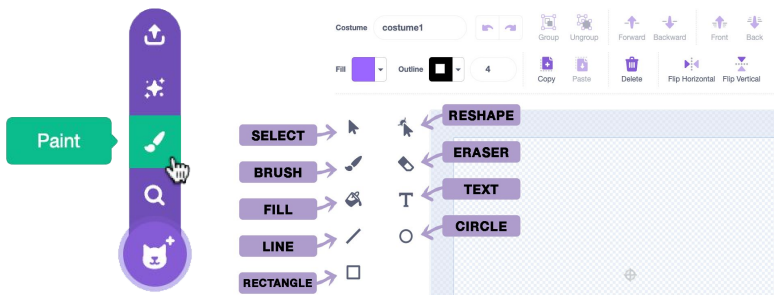 Paint
Costume costume1 Group Ungroup Forward Backward Front Back
Fill Outline 4 Copy Paste Delete Flip Horizontal Flip Vertical
SELECT
RESHAPE
BRUSH
ERASER
FILL
T TEXT
LINE
CIRCLE
RECTANGLE